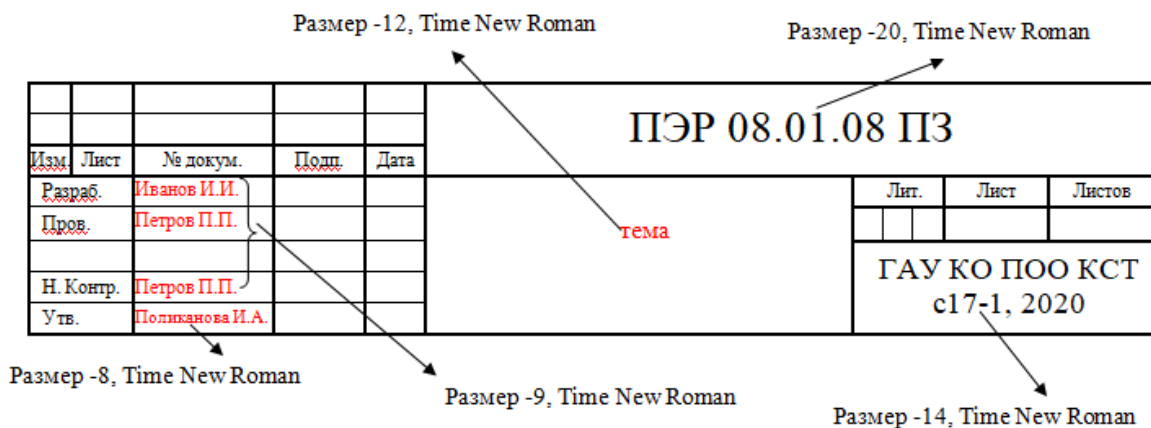 Размер -12, Time New Roman
Размер -20, Time New Roman
ПЭР 08.01.08 ПЗ
Изм. Лист № докум. Подп. Дата
Разраб. Иванов И.И.
Лит. Лист Листов
Пров. Петров П.П.
тема
Н. Контр. Петров П.П.
Утв. Поликанова И.А.
ГАУ КО ПОО КСТ
с17-1, 2020
Размер -8, Time New Roman
Размер -9, Time New Roman
Размер -14, Time New Roman